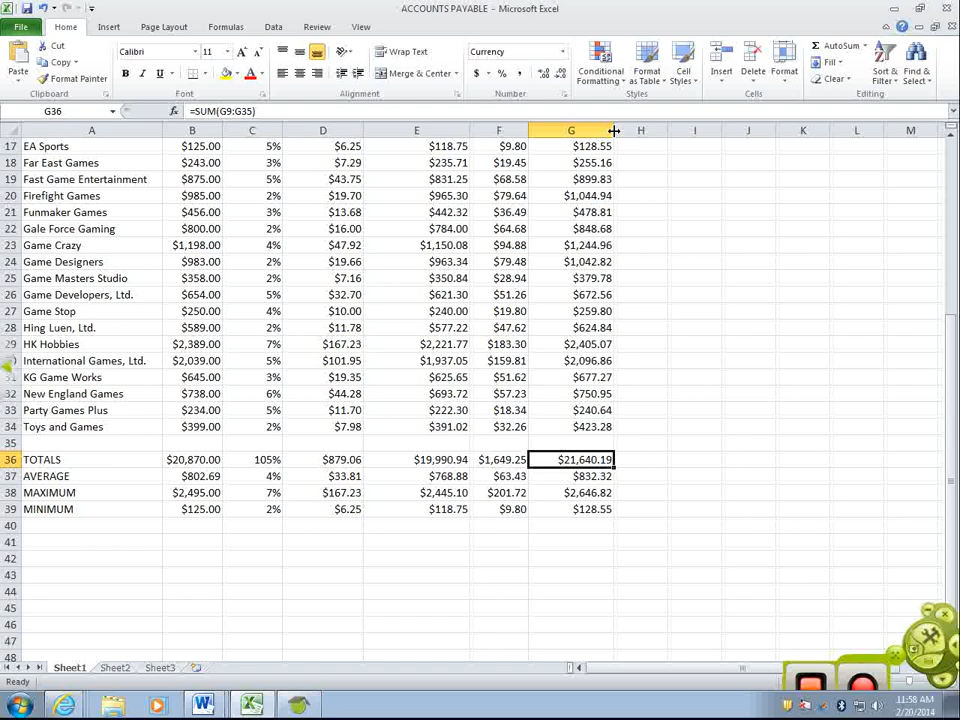 ACCOUNTS PAYABLE - Microsoft Excel
File Home Insert Page Layout Formulas Data Review View
Paste
Cut
Copy
Format Painter
Clipboard
Calibri 11
B I U
Font
Wrap Text
Merge & Center
Alignment
Currency
$ % ,
Number
Conditional Formatting
Format as Table
Cell Styles
Styles
Insert Delete Format
Cells
Σ AutoSum
Fill
Clear
Sort & Filter
Find & Select
Editing
G36 fx =SUM(G9:G35)
A B C D E F G H I J K L M
17 EA Sports $125.00 5% $6.25 $118.75 $9.80 $128.55
18 Far East Games $243.00 3% $7.29 $235.71 $19.45 $255.16
19 Fast Game Entertainment $875.00 5% $43.75 $831.25 $68.58 $899.83
20 Firefight Games $985.00 2% $19.70 $965.30 $79.64 $1,044.94
21 Funmaker Games $456.00 3% $13.68 $442.32 $36.49 $478.81
22 Gale Force Gaming $800.00 2% $16.00 $784.00 $64.68 $848.68
23 Game Crazy $1,198.00 4% $47.92 $1,150.08 $94.88 $1,244.96
24 Game Designers $983.00 2% $19.66 $963.34 $79.48 $1,042.82
25 Game Masters Studio $358.00 2% $7.16 $350.84 $28.94 $379.78
26 Game Developers, Ltd. $654.00 5% $32.70 $621.30 $51.26 $672.56
27 Game Stop $250.00 4% $10.00 $240.00 $19.80 $259.80
28 Hing Luen, Ltd. $589.00 2% $11.78 $577.22 $47.62 $624.84
29 HK Hobbies $2,389.00 7% $167.23 $2,221.77 $183.30 $2,405.07
International Games, Ltd. $2,039.00 5% $101.95 $1,937.05 $159.81 $2,096.86
KG Game Works $645.00 3% $19.35 $625.65 $51.62 $677.27
32 New England Games $738.00 6% $44.28 $693.72 $57.23 $750.95
33 Party Games Plus $234.00 5% $11.70 $222.30 $18.34 $240.64
34 Toys and Games $399.00 2% $7.98 $391.02 $32.26 $423.28
35
36 TOTALS $20,870.00 105% $879.06 $19,990.94 $1,649.25 $21,640.19
37 AVERAGE $802.69 4% $33.81 $768.88 $63.43 $832.32
38 MAXIMUM $2,495.00 7% $167.23 $2,445.10 $201.72 $2,646.82
39 MINIMUM $125.00 2% $6.25 $118.75 $9.80 $128.55
40
41
42
43
44
45
46
47
48
Sheet1 Sheet2 Sheet3
Ready
11:58 AM
2/20/2014